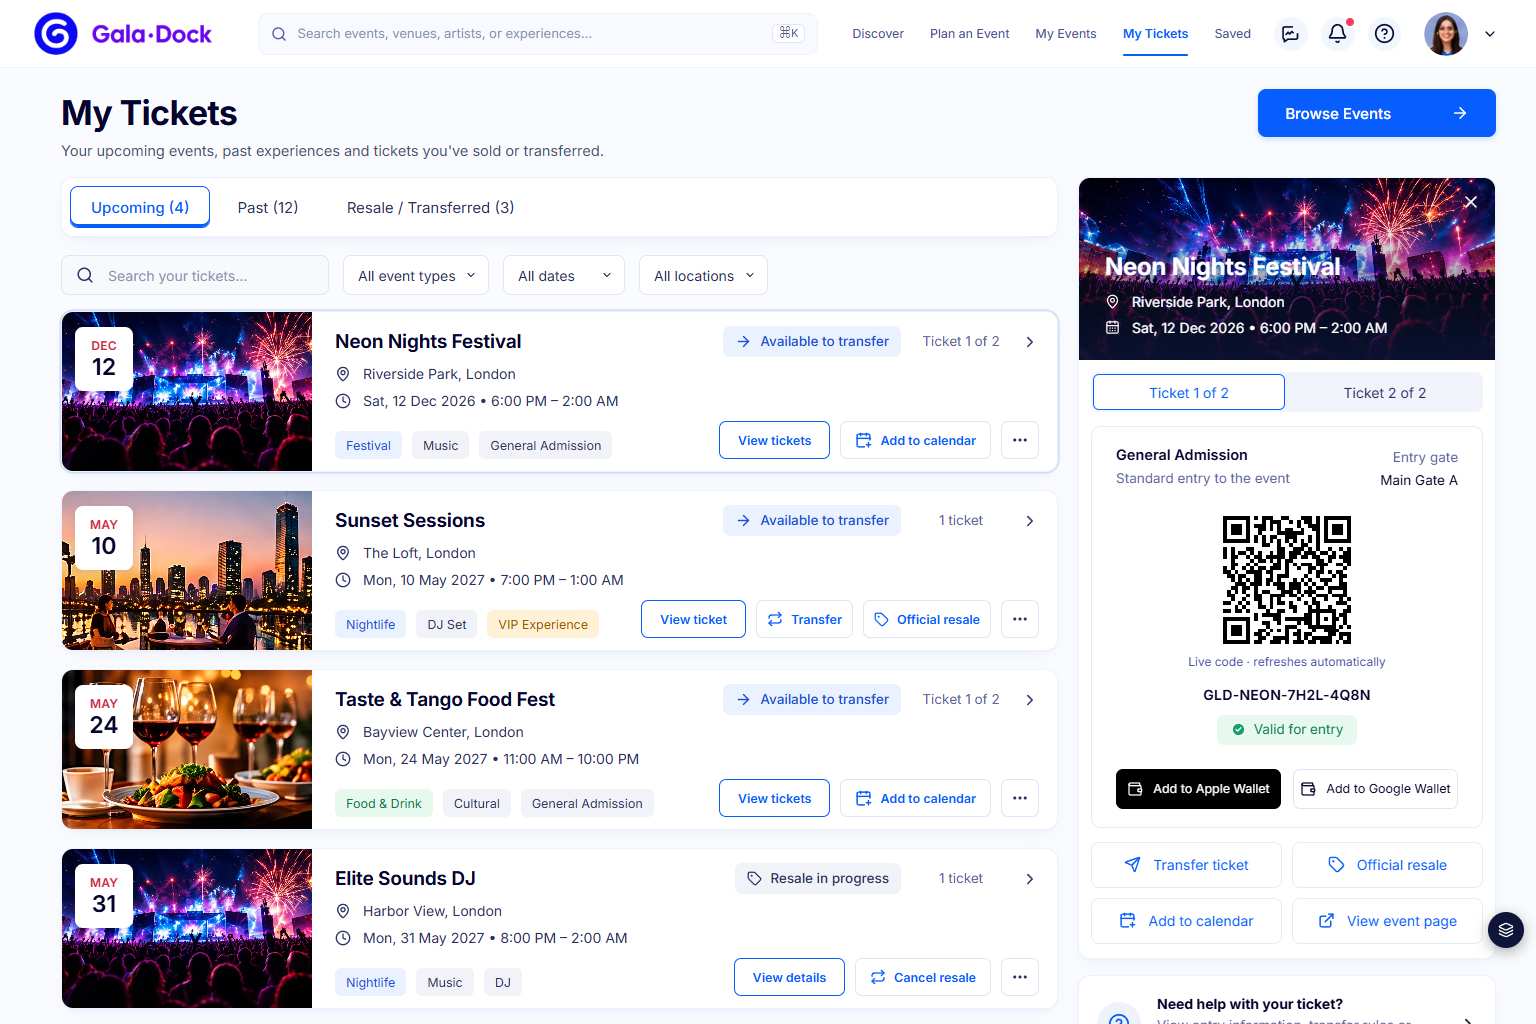 Gala·Dock
Search events, venues, artists, or experiences...
⌘K
Discover
Plan an Event
My Events
My Tickets
Saved
My Tickets
Your upcoming events, past experiences and tickets you've sold or transferred.
Browse Events
Upcoming (4)
Past (12)
Resale / Transferred (3)
Search your tickets...
All event types
All dates
All locations
DEC
12
Neon Nights Festival
Available to transfer
Ticket 1 of 2
Riverside Park, London
Sat, 12 Dec 2026 • 6:00 PM – 2:00 AM
Festival
Music
General Admission
View tickets
Add to calendar
MAY
10
Sunset Sessions
Available to transfer
1 ticket
The Loft, London
Mon, 10 May 2027 • 7:00 PM – 1:00 AM
Nightlife
DJ Set
VIP Experience
View ticket
Transfer
Official resale
MAY
24
Taste & Tango Food Fest
Available to transfer
Ticket 1 of 2
Bayview Center, London
Mon, 24 May 2027 • 11:00 AM – 10:00 PM
Food & Drink
Cultural
General Admission
View tickets
Add to calendar
MAY
31
Elite Sounds DJ
Resale in progress
1 ticket
Harbor View, London
Mon, 31 May 2027 • 8:00 PM – 2:00 AM
Nightlife
Music
DJ
View details
Cancel resale
Neon Nights Festival
Riverside Park, London
Sat, 12 Dec 2026 • 6:00 PM – 2:00 AM
Ticket 1 of 2
Ticket 2 of 2
General Admission
Entry gate
Standard entry to the event
Main Gate A
Live code · refreshes automatically
GLD-NEON-7H2L-4Q8N
Valid for entry
Add to Apple Wallet
Add to Google Wallet
Transfer ticket
Official resale
Add to calendar
View event page
Need help with your ticket?
View entry information, transfer rules or